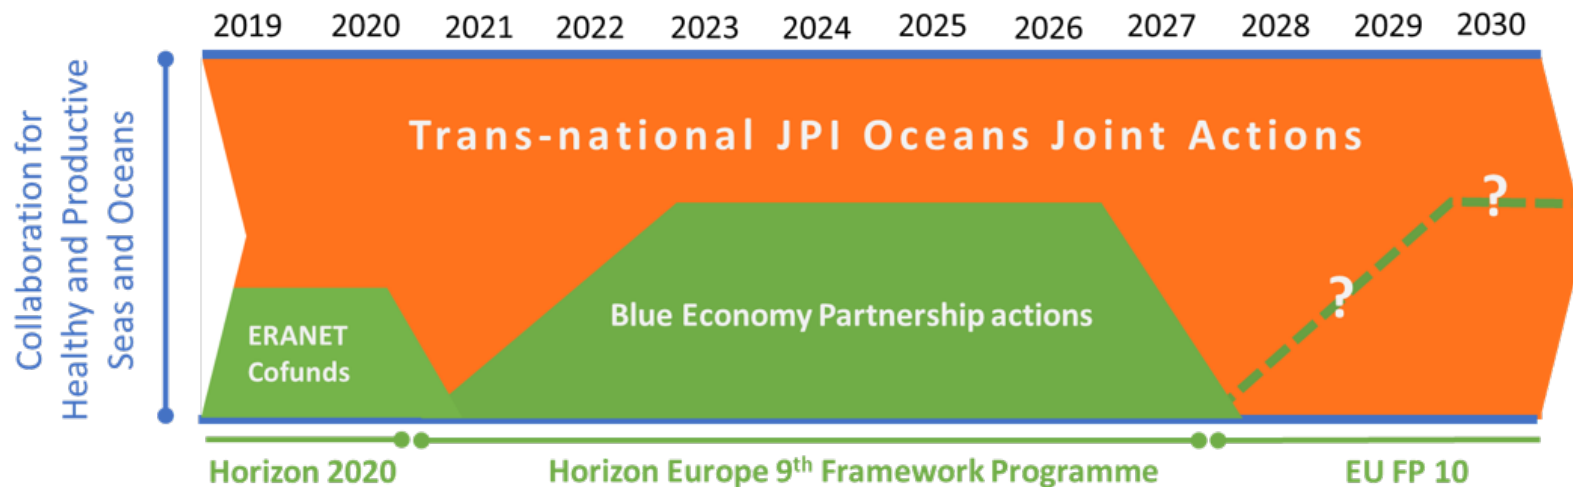 2019 2020 2021 2022 2023 2024 2025 2026 2027 2028 2029 2030
Collaboration for
Healthy and Productive
Seas and Oceans
Trans-national JPI Oceans Joint Actions
?
?
Blue Economy Partnership actions
ERANET
Cofunds
Horizon 2020
Horizon Europe 9th Framework Programme
EU FP 10